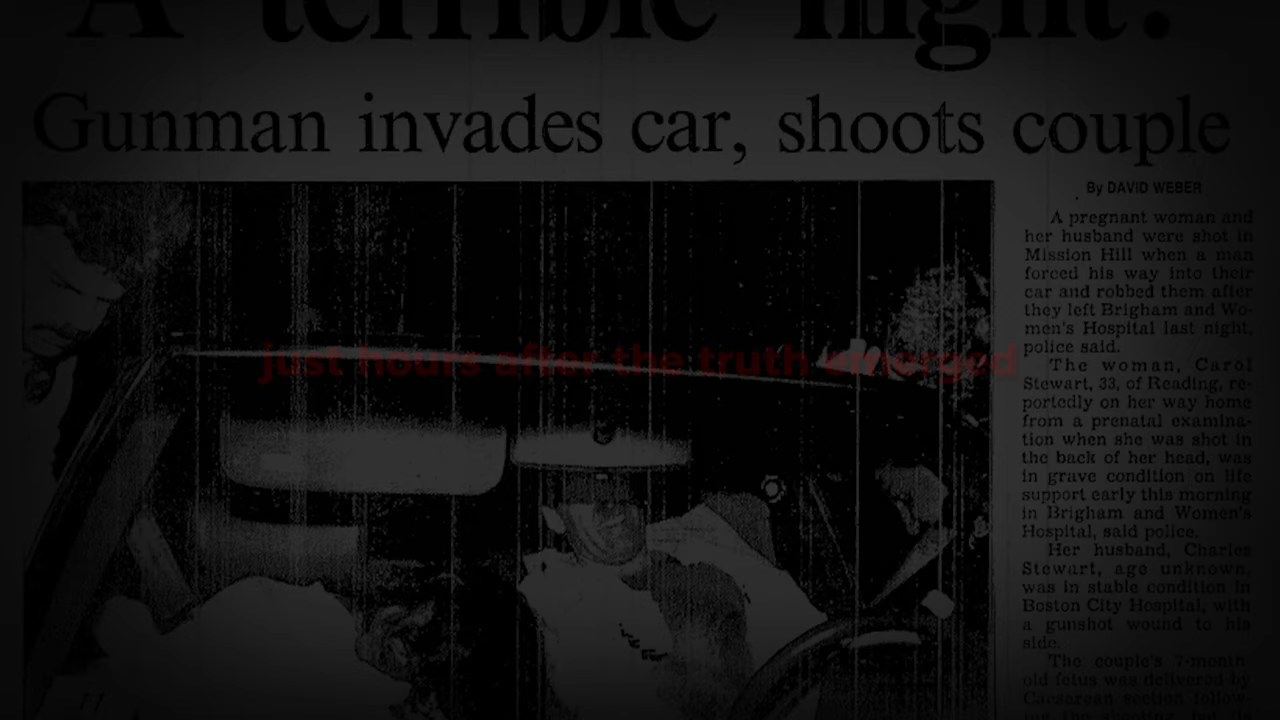 A terrible night!
Gunman invades car, shoots couple
By DAVID WEBER
A pregnant woman and
her husband were shot in
Mission Hill when a man
forced his way into their
car and robbed them after
they left Brigham and Wo-
men's Hospital last night,
police said.
just hours after the truth emerged
The woman, Carol
Stewart, 33, of Reading, re-
portedly on her way home
from a prenatal examina-
tion when she was shot in
the back of her head, was
in grave condition on life
support early this morning
in Brigham and Women's
Hospital, said police.
Her husband, Charles
Stewart, age unknown,
was in stable condition in
Boston City Hospital, with
a gunshot wound to his
side.
The couple's 7-month-
old fetus was delivered by
Caesarean section follow-